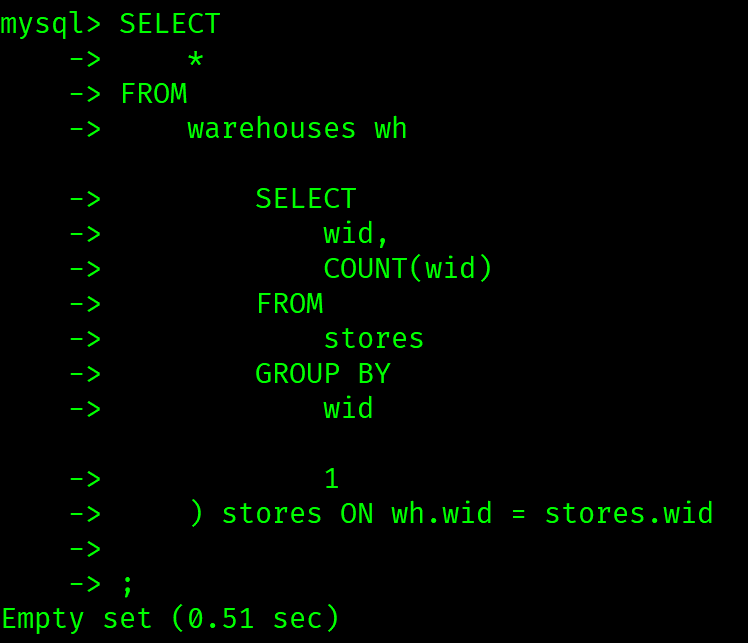 mysql> SELECT
    ->     *
    -> FROM
    ->     warehouses wh
    ->         SELECT
    ->             wid,
    ->             COUNT(wid)
    ->         FROM
    ->             stores
    ->         GROUP BY
    ->             wid
    ->             1
    ->     ) stores ON wh.wid = stores.wid
    ->
    -> ;
Empty set (0.51 sec)